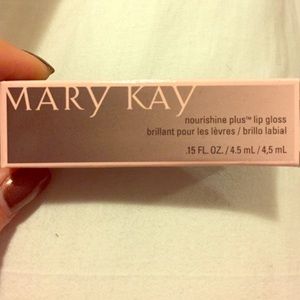 MARY KAY
nourishine plus™ lip gloss
brillant pour les lèvres / brillo labial
.15 FL. OZ. / 4.5 mL / 4,5 mL